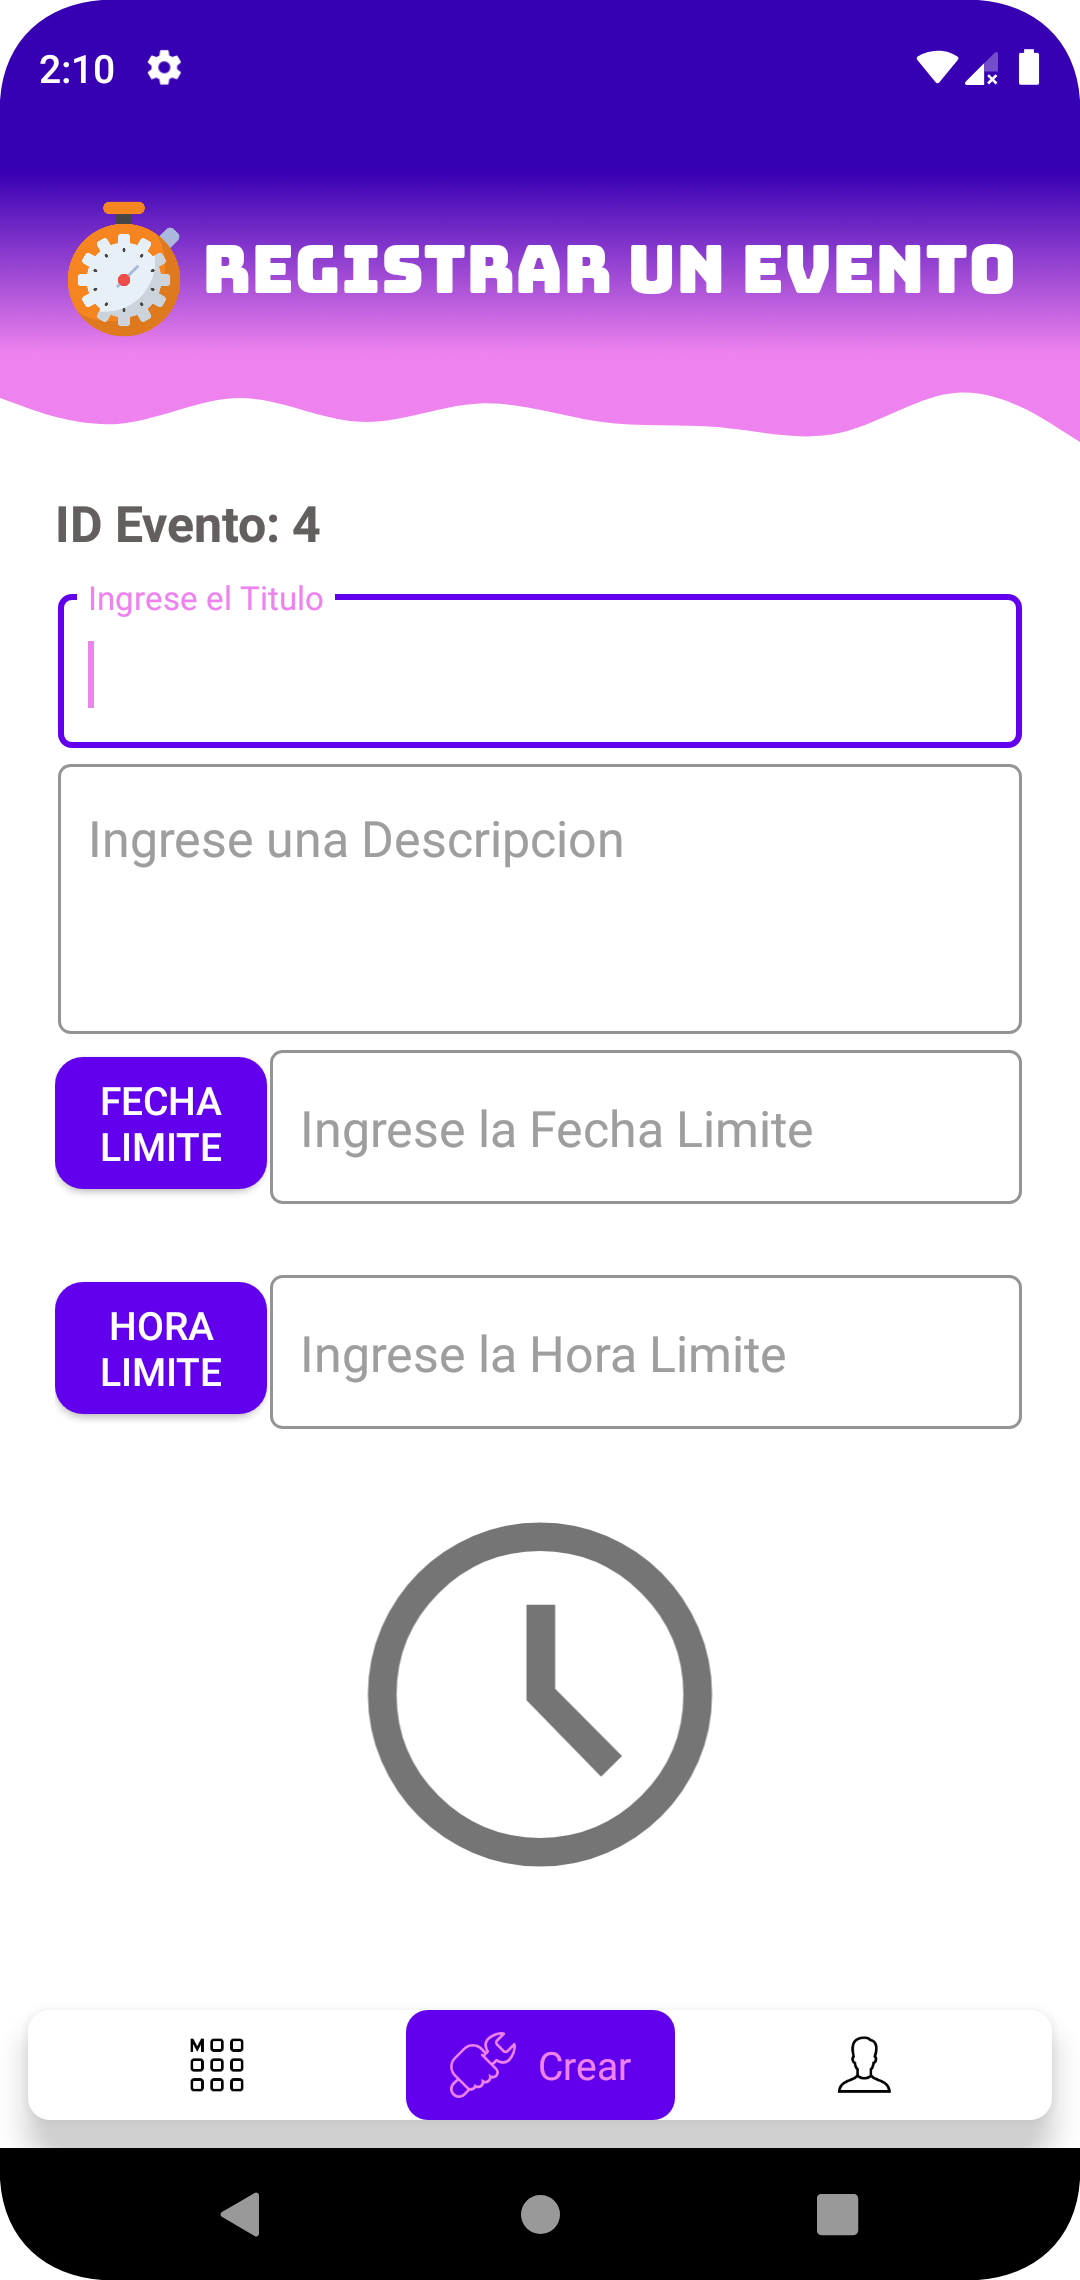 2:10
REGISTRAR UN EVENTO
ID Evento: 4
Ingrese el Titulo
Ingrese una Descripcion
FECHA
LIMITE
Ingrese la Fecha Limite
HORA
LIMITE
Ingrese la Hora Limite
M
Crear